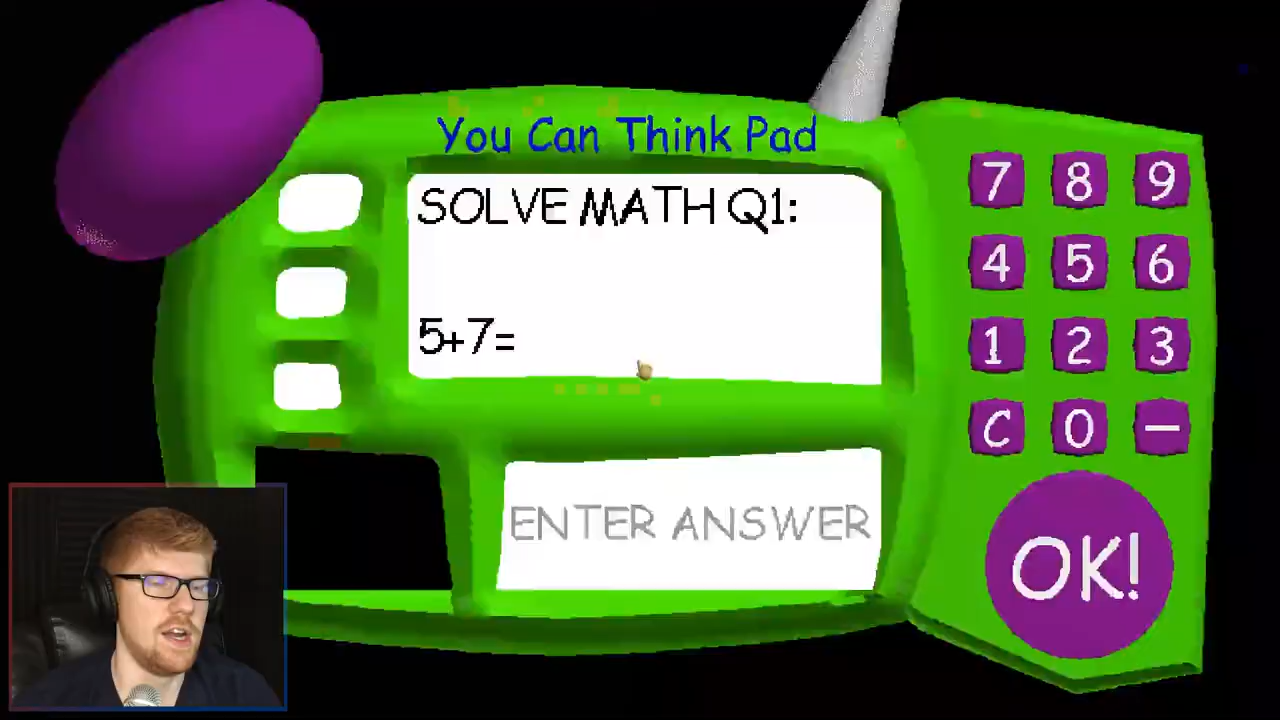 You Can Think Pad
SOLVE MATH Q1:
5+7=
ENTER ANSWER
7 8 9
4 5 6
1 2 3
C 0 −
OK!